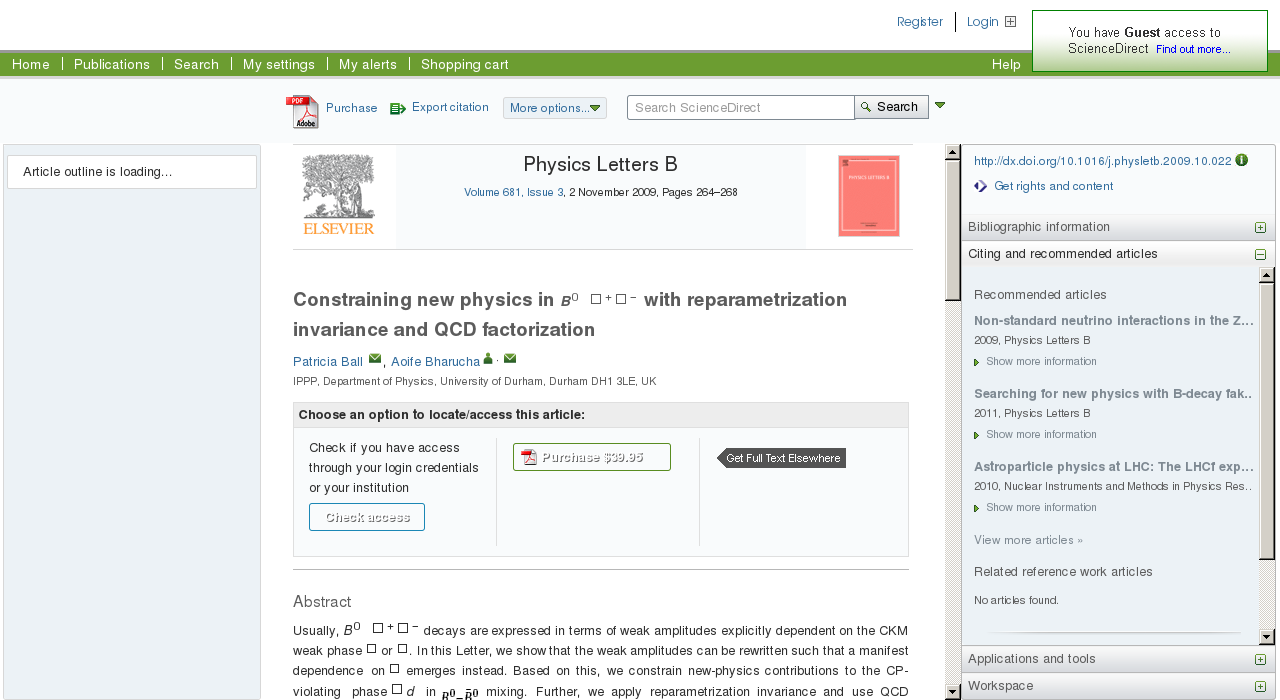 Register
Login
You have Guest access to
ScienceDirect Find out more...
Home
Publications
Search
My settings
My alerts
Shopping cart
Help
PDF
Adobe
Purchase
Export citation
More options...
Search ScienceDirect
Search
Article outline is loading...
ELSEVIER
Physics Letters B
Volume 681, Issue 3, 2 November 2009, Pages 264–268
PHYSICS LETTERS B
Constraining new physics in B⁰ □⁺□⁻ with reparametrization
invariance and QCD factorization
Patricia Ball , Aoife Bharucha ,
IPPP, Department of Physics, University of Durham, Durham DH1 3LE, UK
Choose an option to locate/access this article:
Check if you have access
through your login credentials
or your institution
Check access
Purchase $39.95
Get Full Text Elsewhere
Abstract
Usually, B⁰ □⁺□⁻ decays are expressed in terms of weak amplitudes explicitly dependent on the CKM
weak phase □ or □. In this Letter, we show that the weak amplitudes can be rewritten such that a manifest
dependence on □ emerges instead. Based on this, we constrain new-physics contributions to the CP-
violating phase □d in B⁰–B̄⁰ mixing. Further, we apply reparametrization invariance and use QCD
http://dx.doi.org/10.1016/j.physletb.2009.10.022
Get rights and content
Bibliographic information
Citing and recommended articles
Recommended articles
Non-standard neutrino interactions in the Z...
2009, Physics Letters B
Show more information
Searching for new physics with B-decay fak..
2011, Physics Letters B
Show more information
Astroparticle physics at LHC: The LHCf exp...
2010, Nuclear Instruments and Methods in Physics Res..
Show more information
View more articles »
Related reference work articles
No articles found.
Applications and tools
Workspace